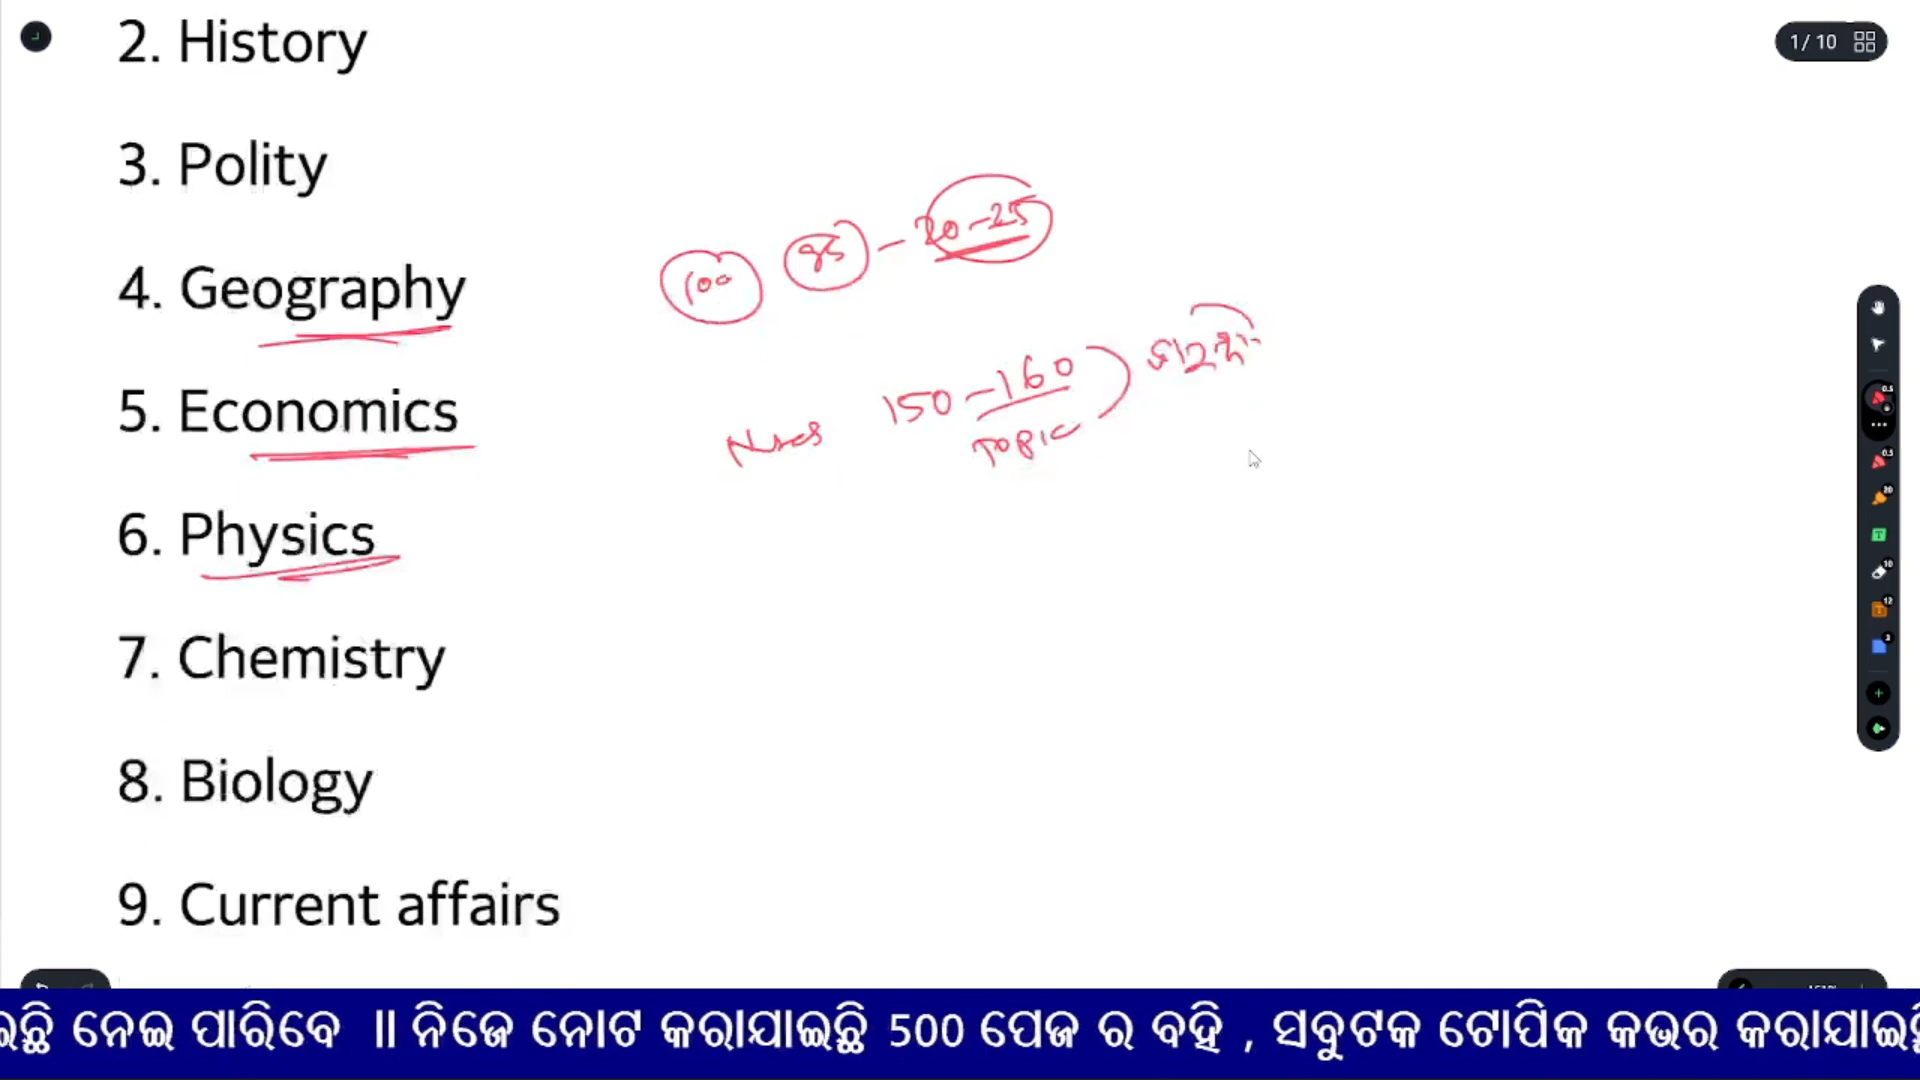 2. History
1 / 10
3. Polity
100 95 - 20-25
4. Geography
150-160
Topic
5. Economics
6. Physics
7. Chemistry
8. Biology
9. Current affairs
ନେଇ ପାରିବେ ॥ ନିଜେ ନୋଟ କରାଯାଇଛି 500 ପେଜ ର ବହି , ସବୁଟକ ଟୋପିକ କଭର